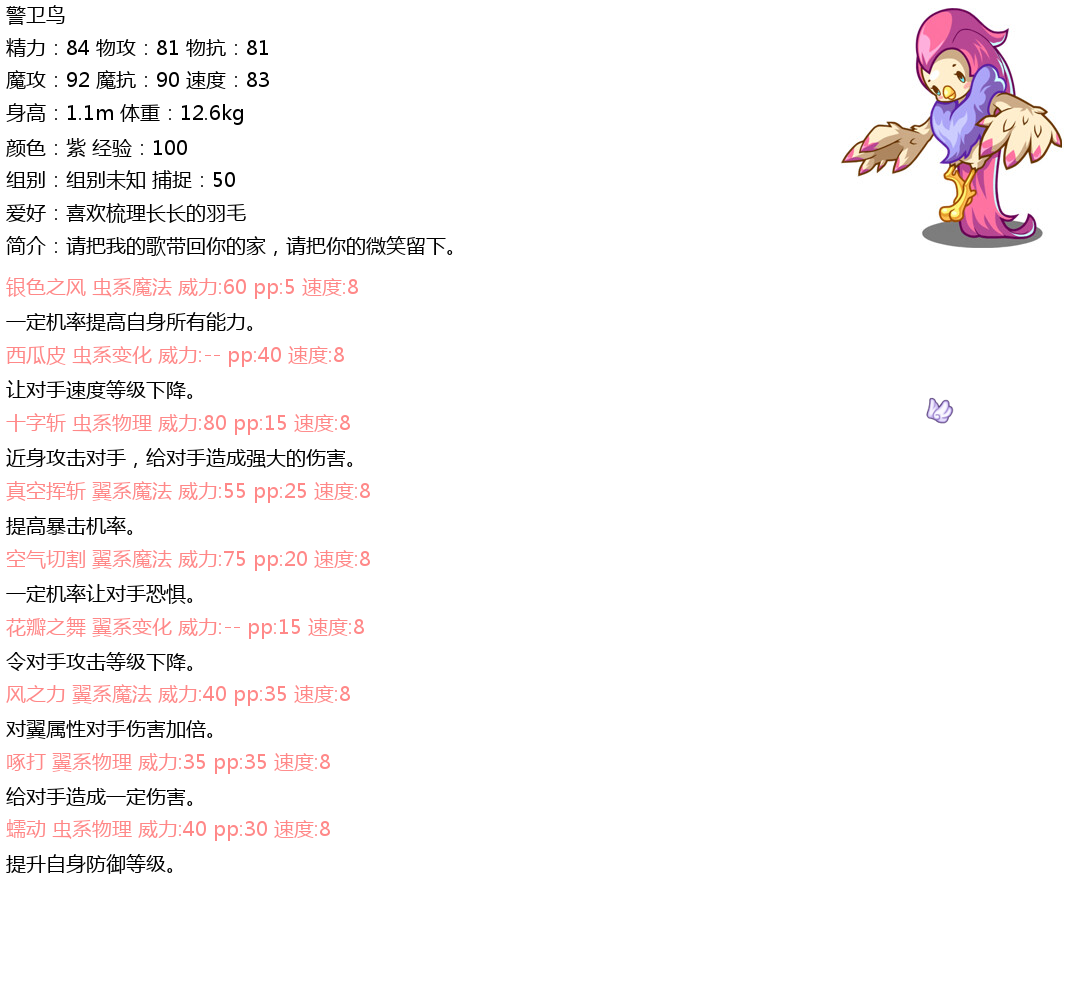 警卫鸟
精力：84 物攻：81 物抗：81
魔攻：92 魔抗：90 速度：83
身高：1.1m 体重：12.6kg
颜色：紫 经验：100
组别：组别未知 捕捉：50
爱好：喜欢梳理长长的羽毛
简介：请把我的歌带回你的家，请把你的微笑留下。
银色之风 虫系魔法 威力:60 pp:5 速度:8
一定机率提高自身所有能力。
西瓜皮 虫系变化 威力:-- pp:40 速度:8
让对手速度等级下降。
十字斩 虫系物理 威力:80 pp:15 速度:8
近身攻击对手，给对手造成强大的伤害。
真空挥斩 翼系魔法 威力:55 pp:25 速度:8
提高暴击机率。
空气切割 翼系魔法 威力:75 pp:20 速度:8
一定机率让对手恐惧。
花瓣之舞 翼系变化 威力:-- pp:15 速度:8
令对手攻击等级下降。
风之力 翼系魔法 威力:40 pp:35 速度:8
对翼属性对手伤害加倍。
啄打 翼系物理 威力:35 pp:35 速度:8
给对手造成一定伤害。
蠕动 虫系物理 威力:40 pp:30 速度:8
提升自身防御等级。